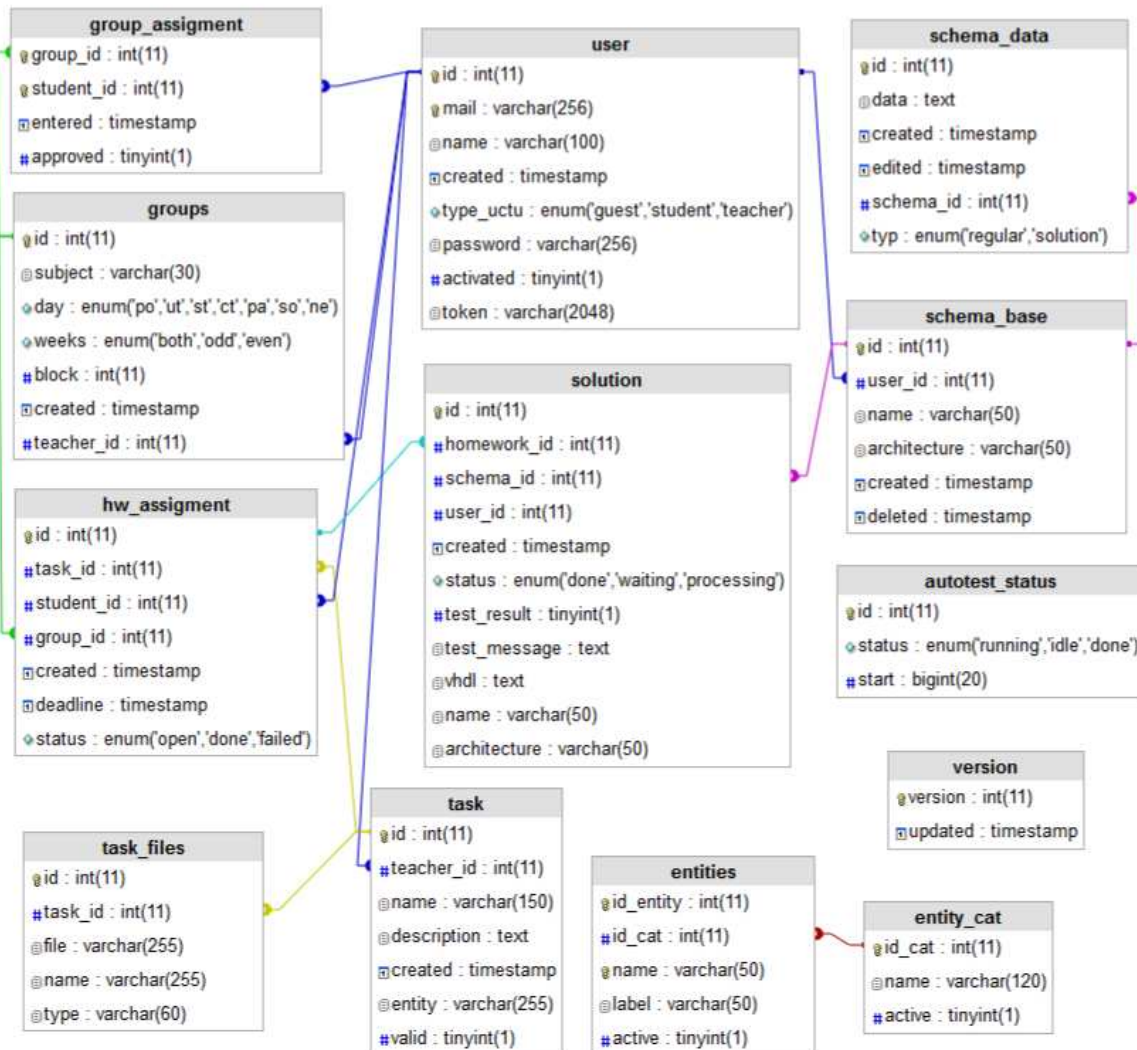 group_assigment
group_id : int(11)
student_id : int(11)
entered : timestamp
approved : tinyint(1)
groups
id : int(11)
subject : varchar(30)
day : enum('po','ut','st','ct','pa','so','ne')
weeks : enum('both','odd','even')
block : int(11)
created : timestamp
teacher_id : int(11)
hw_assigment
id : int(11)
task_id : int(11)
student_id : int(11)
group_id : int(11)
created : timestamp
deadline : timestamp
status : enum('open','done','failed')
task_files
id : int(11)
task_id : int(11)
file : varchar(255)
name : varchar(255)
type : varchar(60)
user
id : int(11)
mail : varchar(256)
name : varchar(100)
created : timestamp
type_uctu : enum('guest','student','teacher')
password : varchar(256)
activated : tinyint(1)
token : varchar(2048)
solution
id : int(11)
homework_id : int(11)
schema_id : int(11)
user_id : int(11)
created : timestamp
status : enum('done','waiting','processing')
test_result : tinyint(1)
test_message : text
vhdl : text
name : varchar(50)
architecture : varchar(50)
task
id : int(11)
teacher_id : int(11)
name : varchar(150)
description : text
created : timestamp
entity : varchar(255)
valid : tinyint(1)
entities
id_entity : int(11)
id_cat : int(11)
name : varchar(50)
label : varchar(50)
active : tinyint(1)
schema_data
id : int(11)
data : text
created : timestamp
edited : timestamp
schema_id : int(11)
typ : enum('regular','solution')
schema_base
id : int(11)
user_id : int(11)
name : varchar(50)
architecture : varchar(50)
created : timestamp
deleted : timestamp
autotest_status
id : int(11)
status : enum('running','idle','done')
start : bigint(20)
version
version : int(11)
updated : timestamp
entity_cat
id_cat : int(11)
name : varchar(120)
active : tinyint(1)